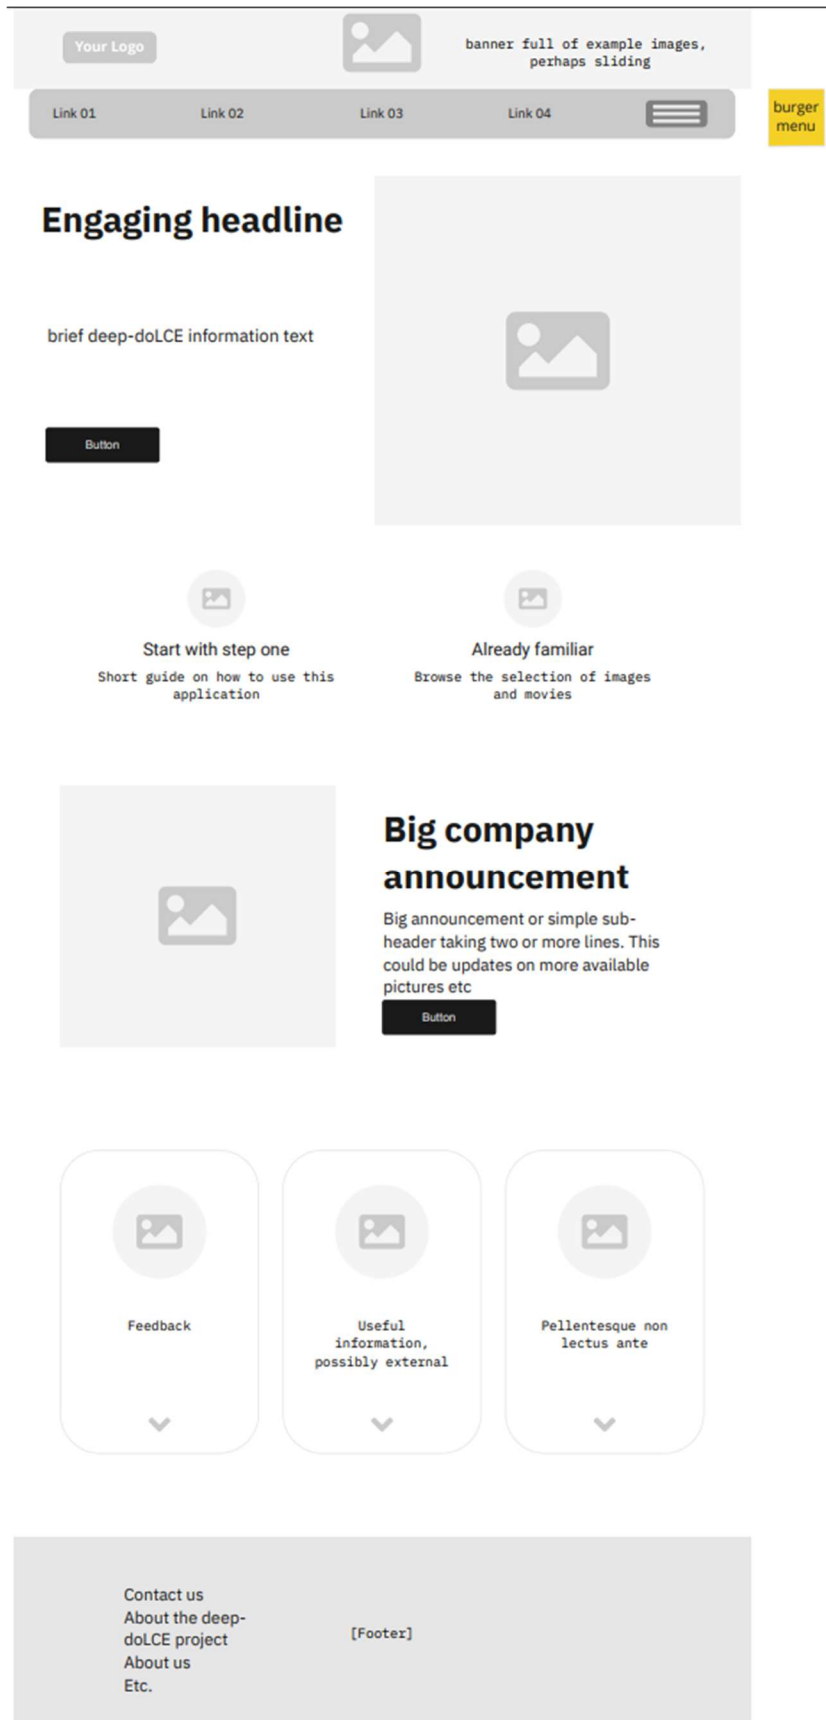 Your Logo
banner full of example images,
perhaps sliding
Link 01
Link 02
Link 03
Link 04
burger
menu
Engaging headline
brief deep-doLCE information text
Button
Start with step one
Short guide on how to use this
application
Already familiar
Browse the selection of images
and movies
Big company
announcement
Big announcement or simple sub-
header taking two or more lines. This
could be updates on more available
pictures etc
Button
Feedback
Useful
information,
possibly external
Pellentesque non
lectus ante
Contact us
About the deep-
doLCE project
About us
Etc.
[Footer]